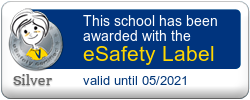 This school has been
awarded with the
eSafety Label
Silver
valid until 05/2021